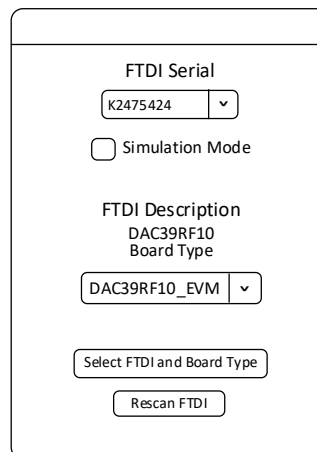 FTDI Serial
K2475424
Simulation Mode
FTDI Description
DAC39RF10
Board Type
DAC39RF10_EVM
Select FTDI and Board Type
Rescan FTDI